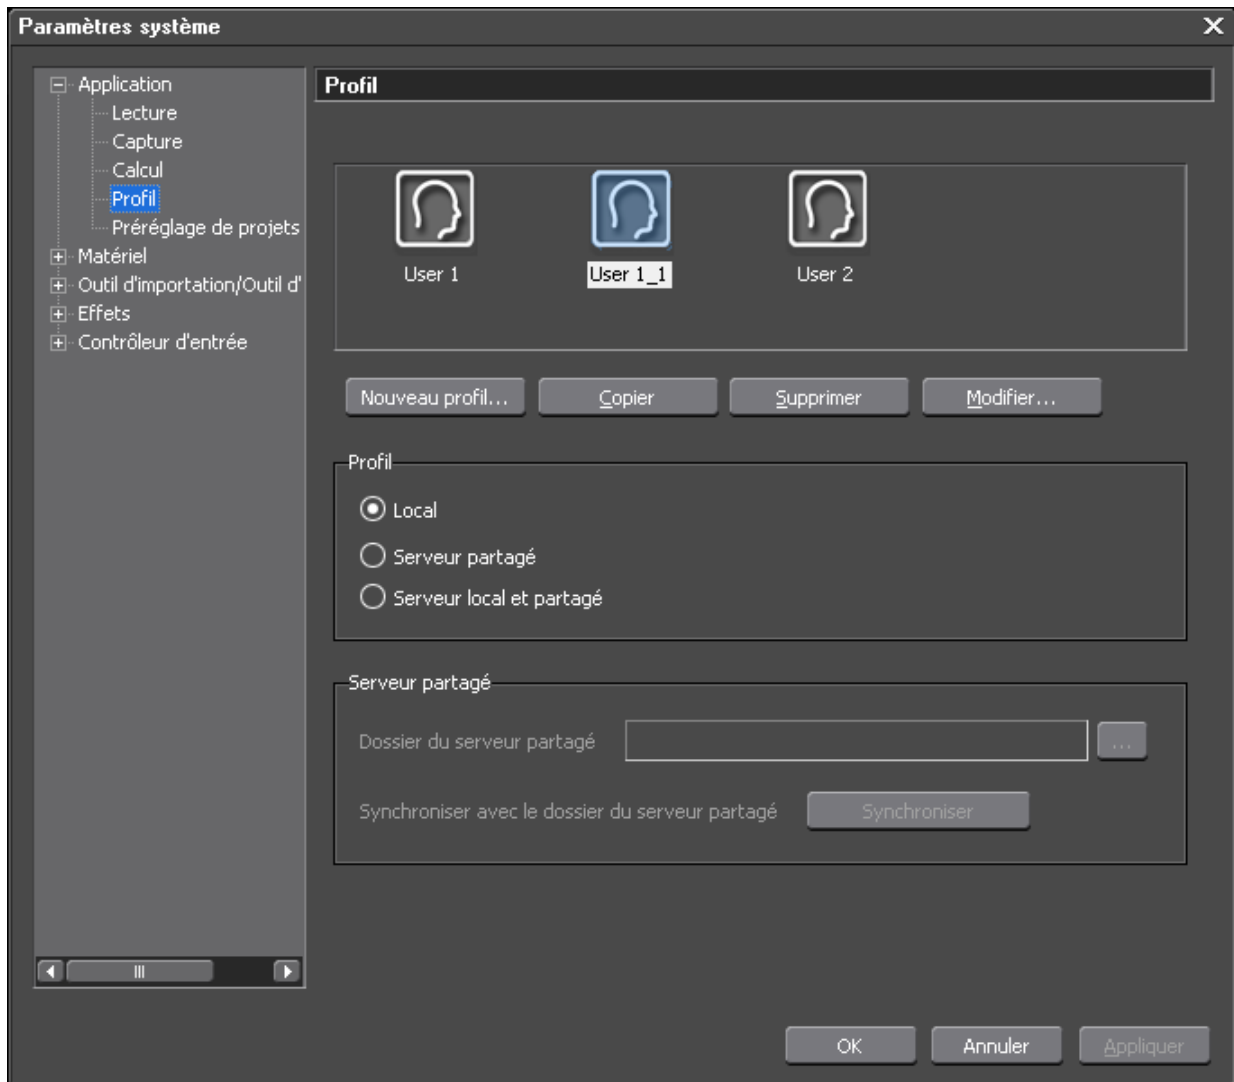 Paramètres système
Application
Lecture
Capture
Calcul
Profil
Préréglage de projets
Matériel
Outil d'importation/Outil d'
Effets
Contrôleur d'entrée
Profil
User 1
User 1_1
User 2
Nouveau profil...
Copier
Supprimer
Modifier...
Profil
Local
Serveur partagé
Serveur local et partagé
Serveur partagé
Dossier du serveur partagé
...
Synchroniser avec le dossier du serveur partagé
Synchroniser
OK
Annuler
Appliquer